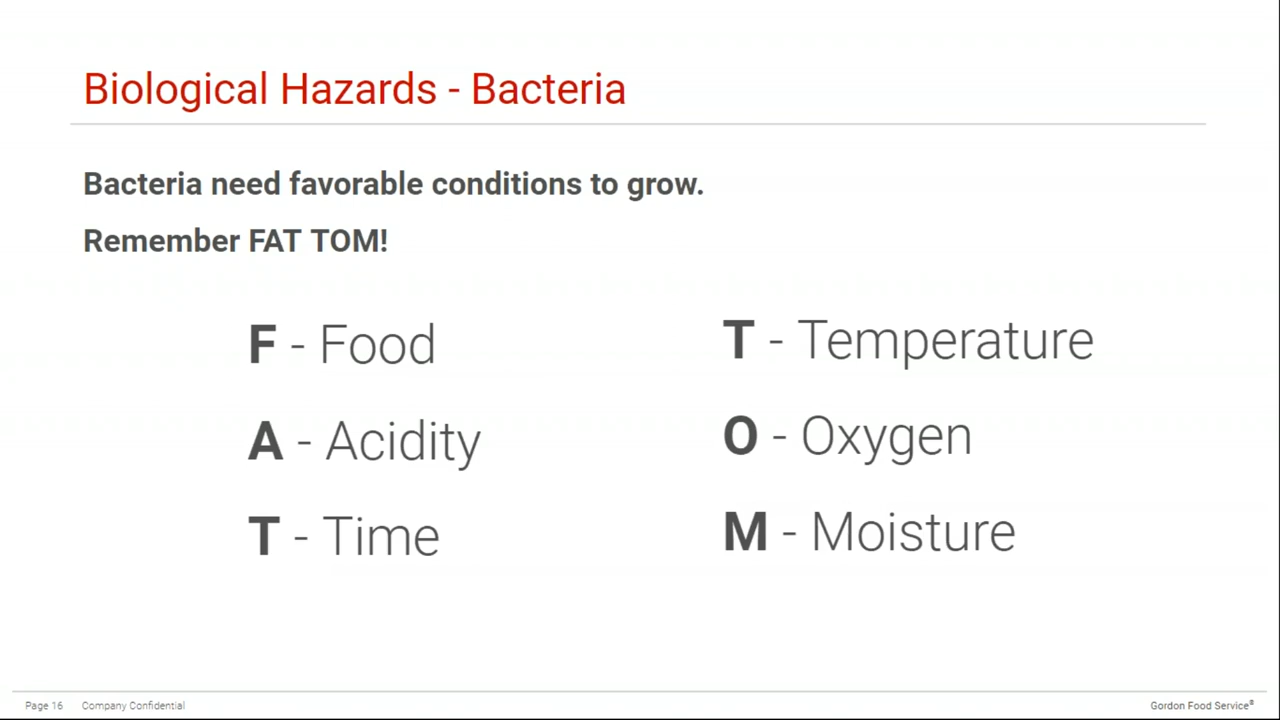 Biological Hazards - Bacteria
Bacteria need favorable conditions to grow.
Remember FAT TOM!
F - Food
A - Acidity
T - Time
T - Temperature
O - Oxygen
M - Moisture
Page 16 Company Confidential
Gordon Food Service®